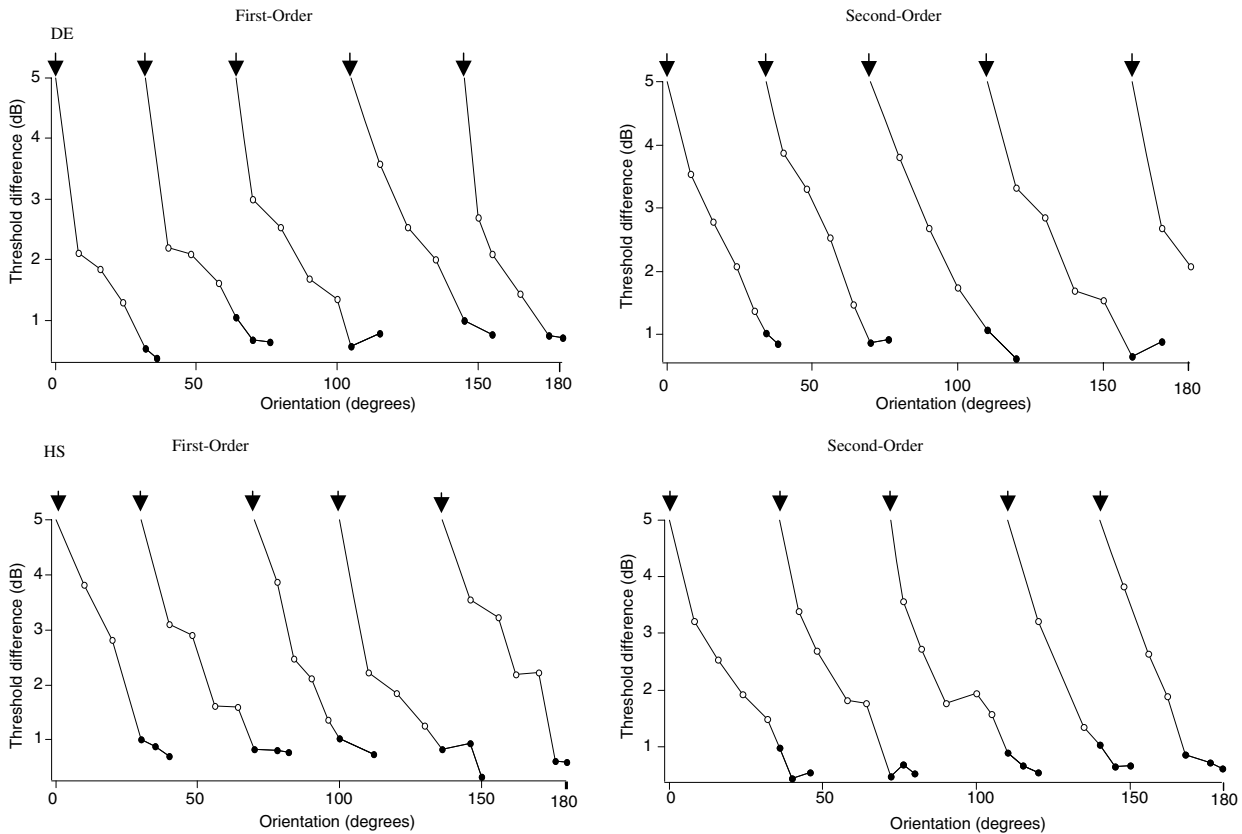 First-Order
Second-Order
DE
5
4
3
2
1
Threshold difference (dB)
0
50
100
150
180
Orientation (degrees)
5
4
3
2
1
Threshold difference (dB)
0
50
100
150
180
Orientation (degrees)
HS
First-Order
Second-Order
5
4
3
2
1
Threshold difference (dB)
0
50
100
150
180
Orientation (degrees)
5
4
3
2
1
Threshold difference (dB)
0
50
100
150
180
Orientation (degrees)